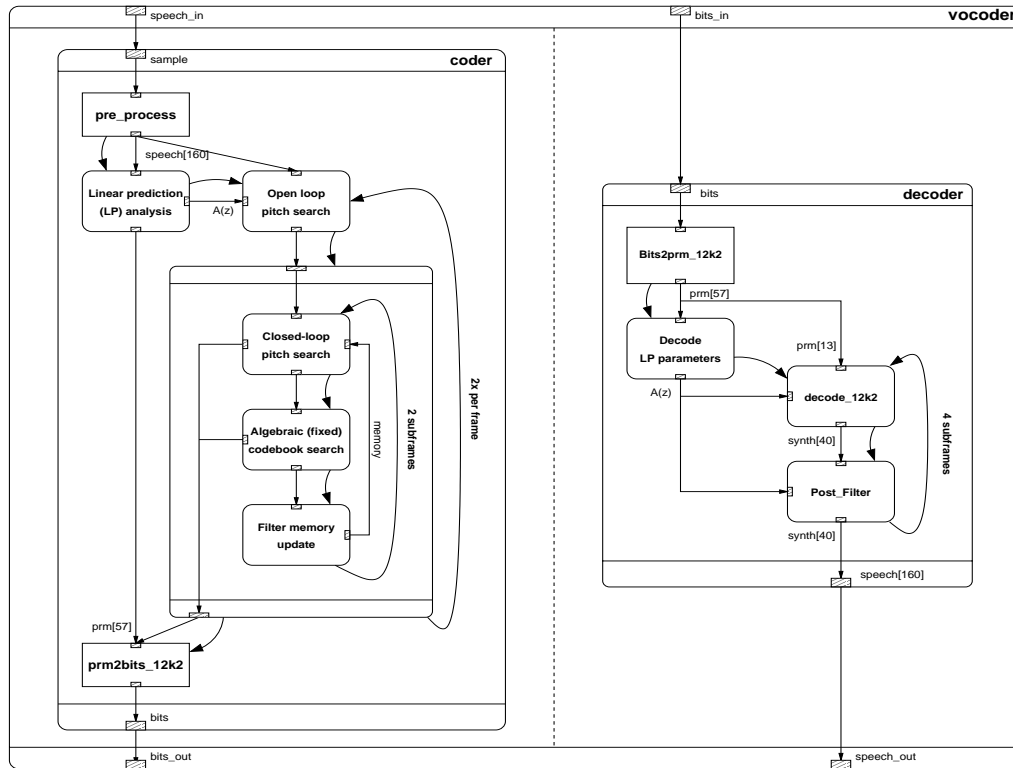 speech_in
bits_in
vocoder
sample
coder
pre_process
speech[160]
Linear prediction
(LP) analysis
A(z)
Open loop
pitch search
Closed-loop
pitch search
Algebraic (fixed)
codebook search
Filter memory
update
memory
2 subframes
2x per frame
prm[57]
prm2bits_12k2
bits
bits_out
bits
decoder
Bits2prm_12k2
prm[57]
Decode
LP parameters
prm[13]
A(z)
decode_12k2
synth[40]
Post_Filter
4 subframes
synth[40]
speech[160]
speech_out